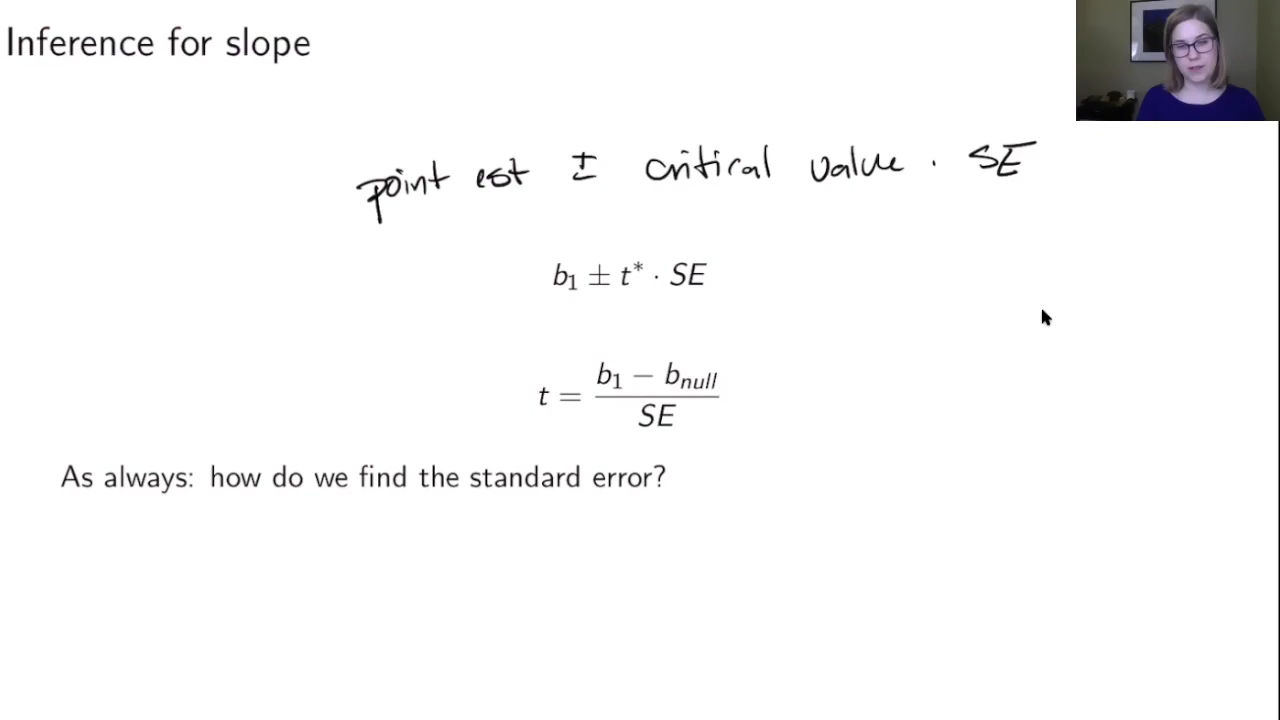 Inference for slope
point est ± critical value · SE
b₁ ± t* · SE
t = (b₁ − b_null) / SE
As always: how do we find the standard error?